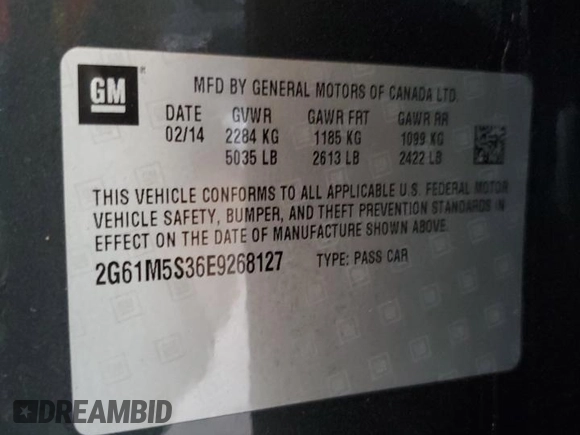 GM
MFD BY GENERAL MOTORS OF CANADA LTD.
DATE GVWR GAWR FRT GAWR RR
02/14 2284 KG 1185 KG 1099 KG
5035 LB 2613 LB 2422 LB
THIS VEHICLE CONFORMS TO ALL APPLICABLE U.S. FEDERAL MOTOR
VEHICLE SAFETY, BUMPER, AND THEFT PREVENTION STANDARDS IN
EFFECT ON THE DATE OF MANUFACTURE SHOWN ABOVE.
2G61M5S36E9268127 TYPE: PASS CAR
DREAMBID